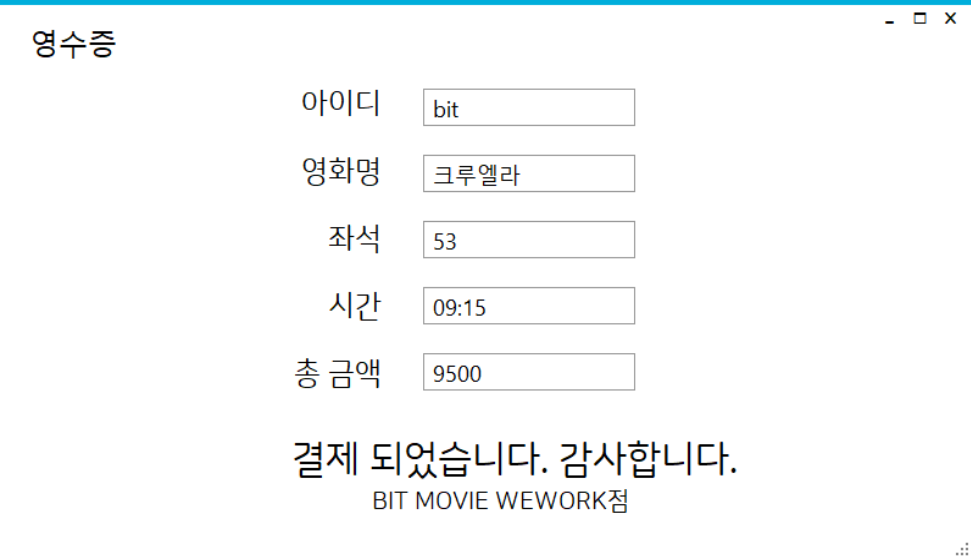 영수증
아이디 bit
영화명 크루엘라
좌석 53
시간 09:15
총 금액 9500
결제 되었습니다. 감사합니다.
BIT MOVIE WEWORK점